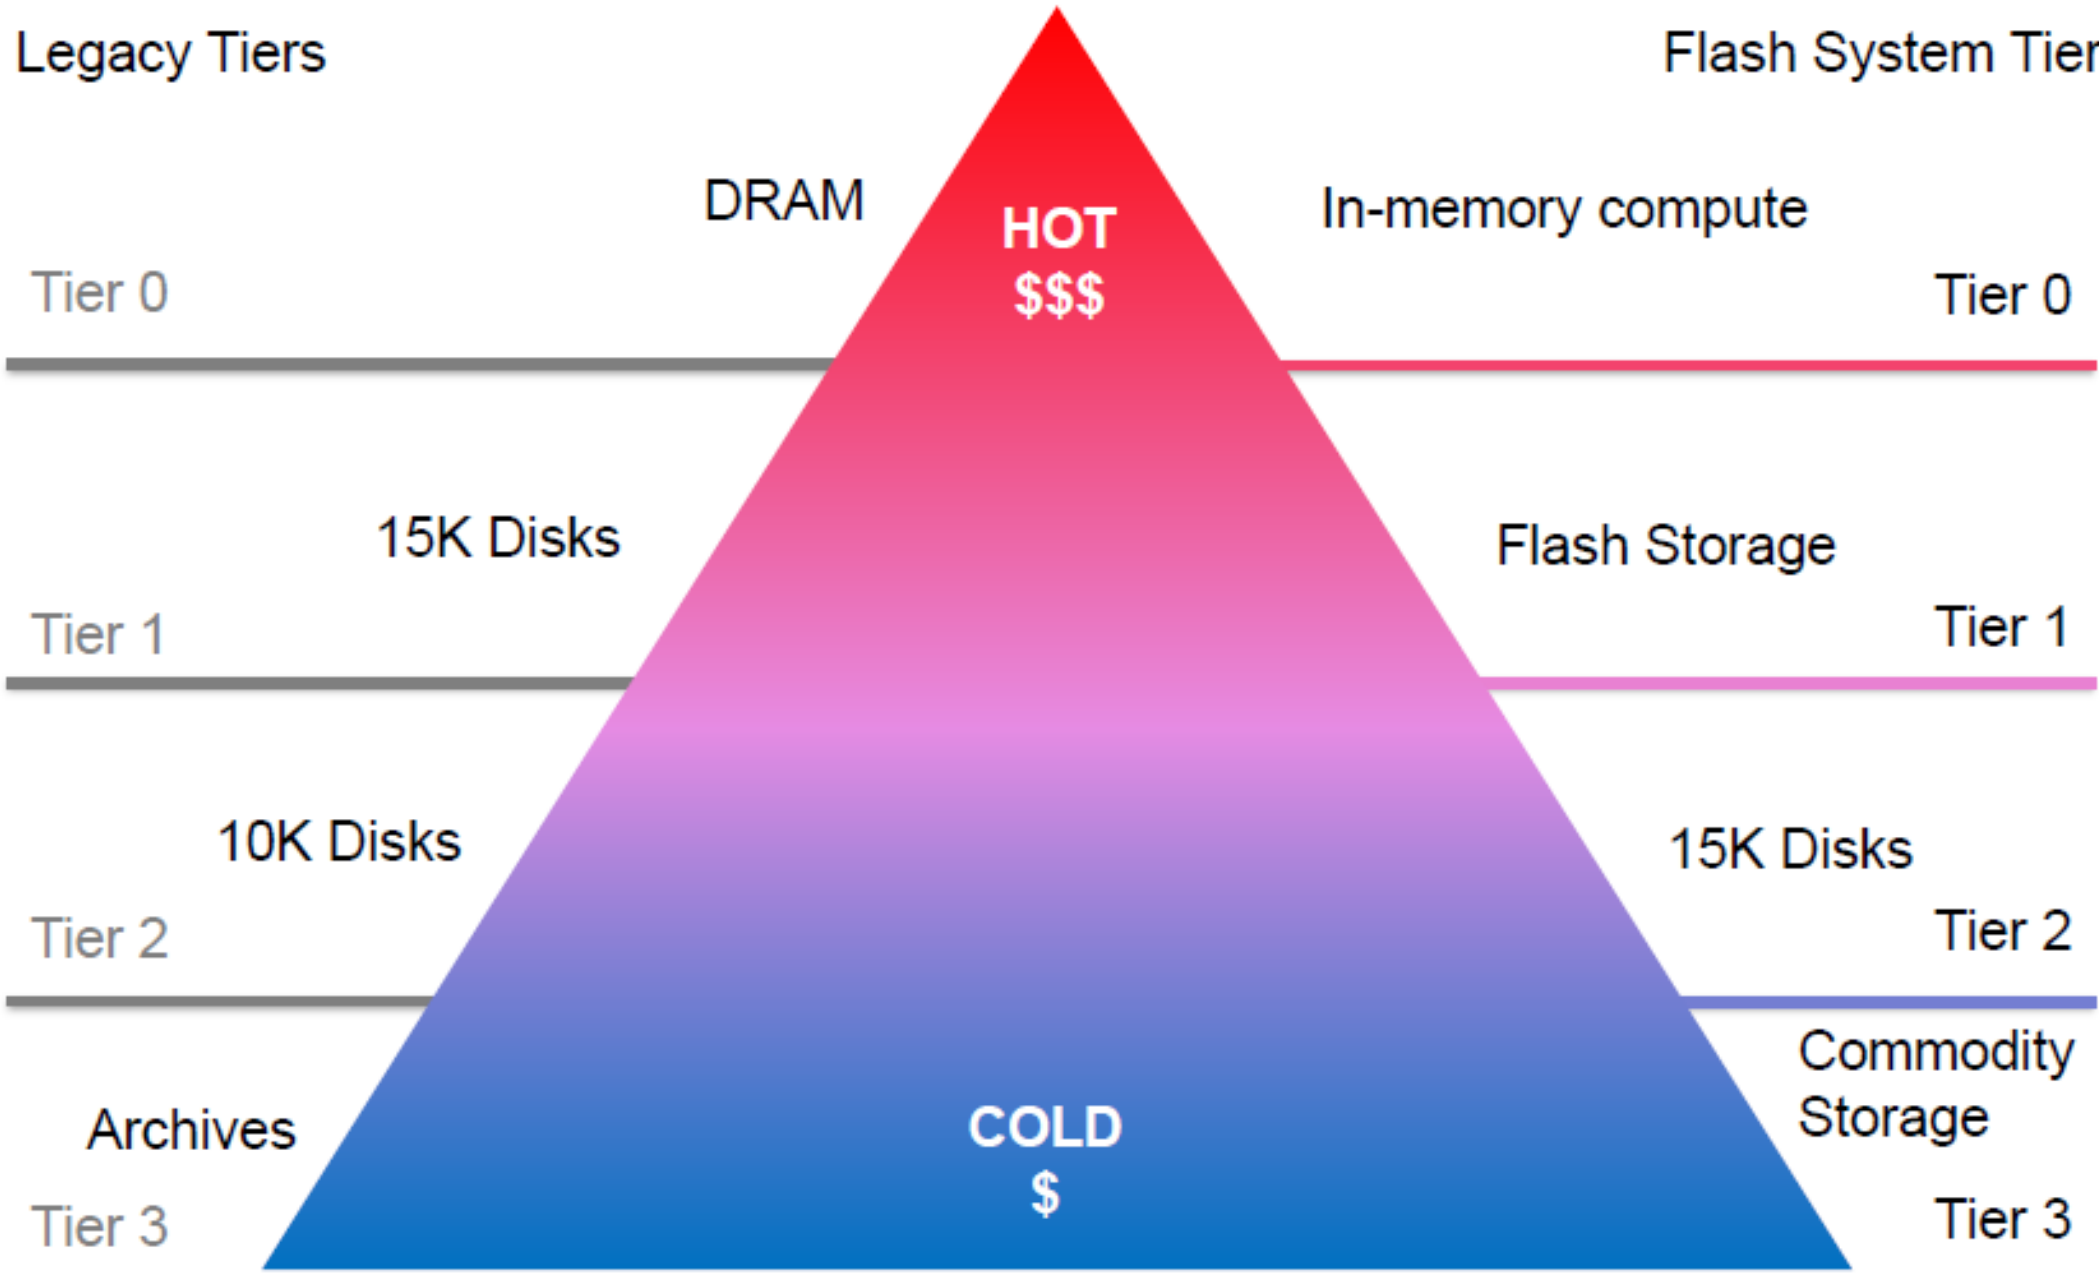 Legacy Tiers
Flash System Tier
DRAM
HOT
$$$
In-memory compute
Tier 0
Tier 0
15K Disks
Flash Storage
Tier 1
Tier 1
10K Disks
15K Disks
Tier 2
Tier 2
Archives
COLD
$
Commodity
Storage
Tier 3
Tier 3